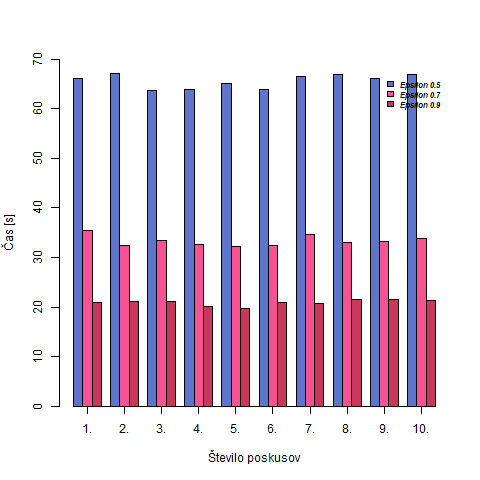 70
60
50
40
30
20
10
0
Čas [s]
Epsilon 0.5
Epsilon 0.7
Epsilon 0.9
1. 2. 3. 4. 5. 6. 7. 8. 9. 10.
Število poskusov